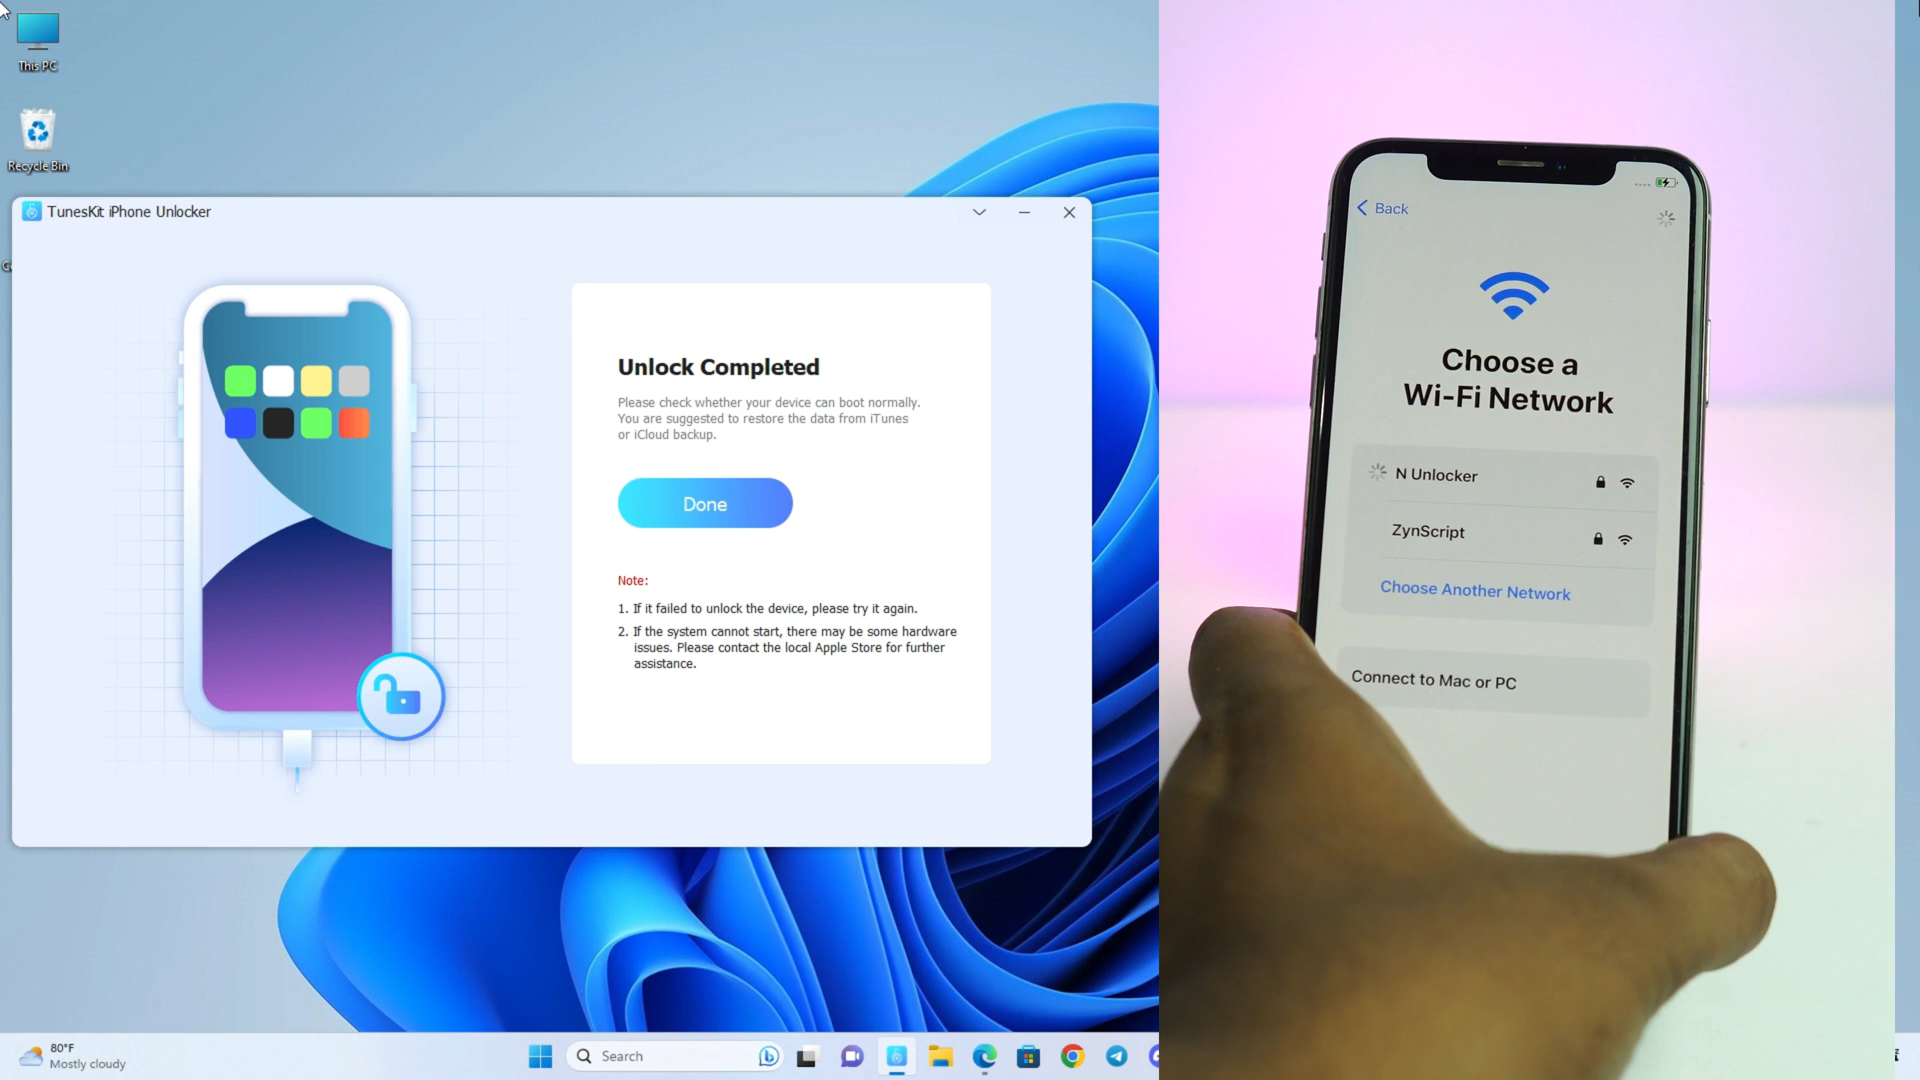 This PC
Recycle Bin
TunesKit iPhone Unlocker
Unlock Completed
Please check whether your device can boot normally.
You are suggested to restore the data from iTunes
or iCloud backup.
Done
Note:
1. If it failed to unlock the device, please try it again.
2. If the system cannot start, there may be some hardware
issues. Please contact the local Apple Store for further
assistance.
80°F
Mostly cloudy
Search
Back
Choose a
Wi-Fi Network
N Unlocker
ZynScript
Choose Another Network
Connect to Mac or PC